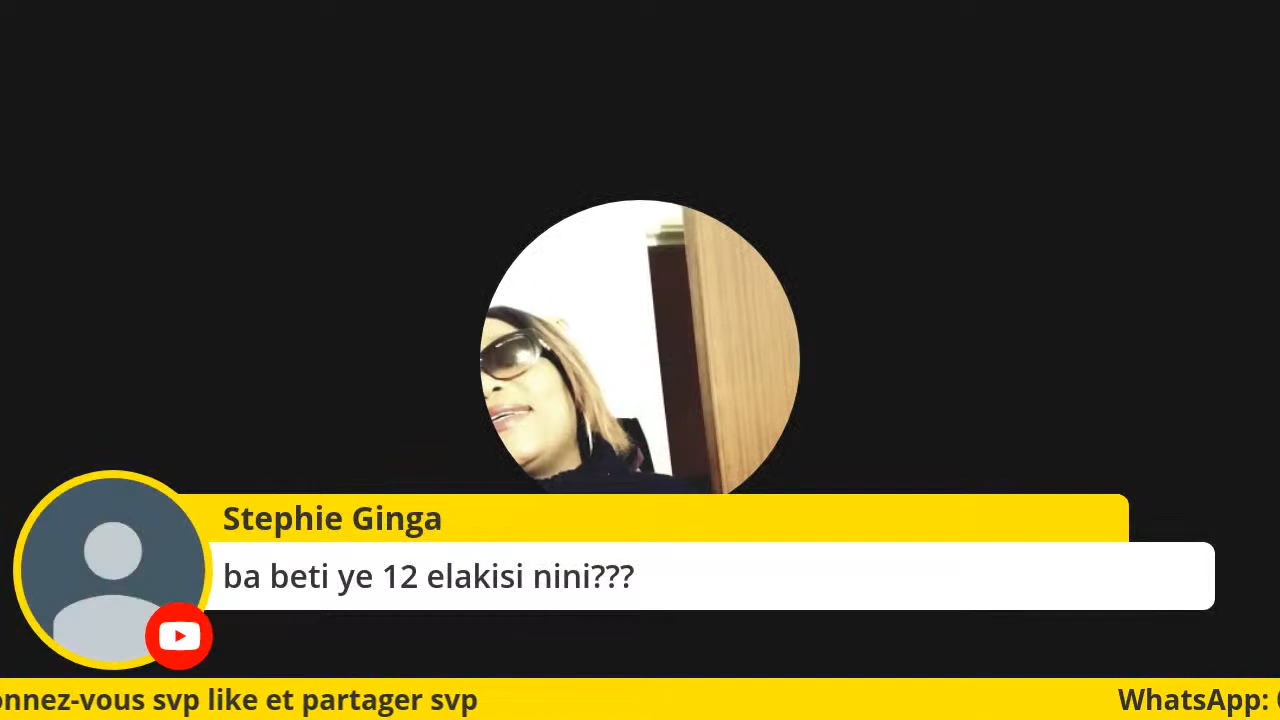 Stephie Ginga
ba beti ye 12 elakisi nini???
onnez-vous svp like et partager svp
WhatsApp: